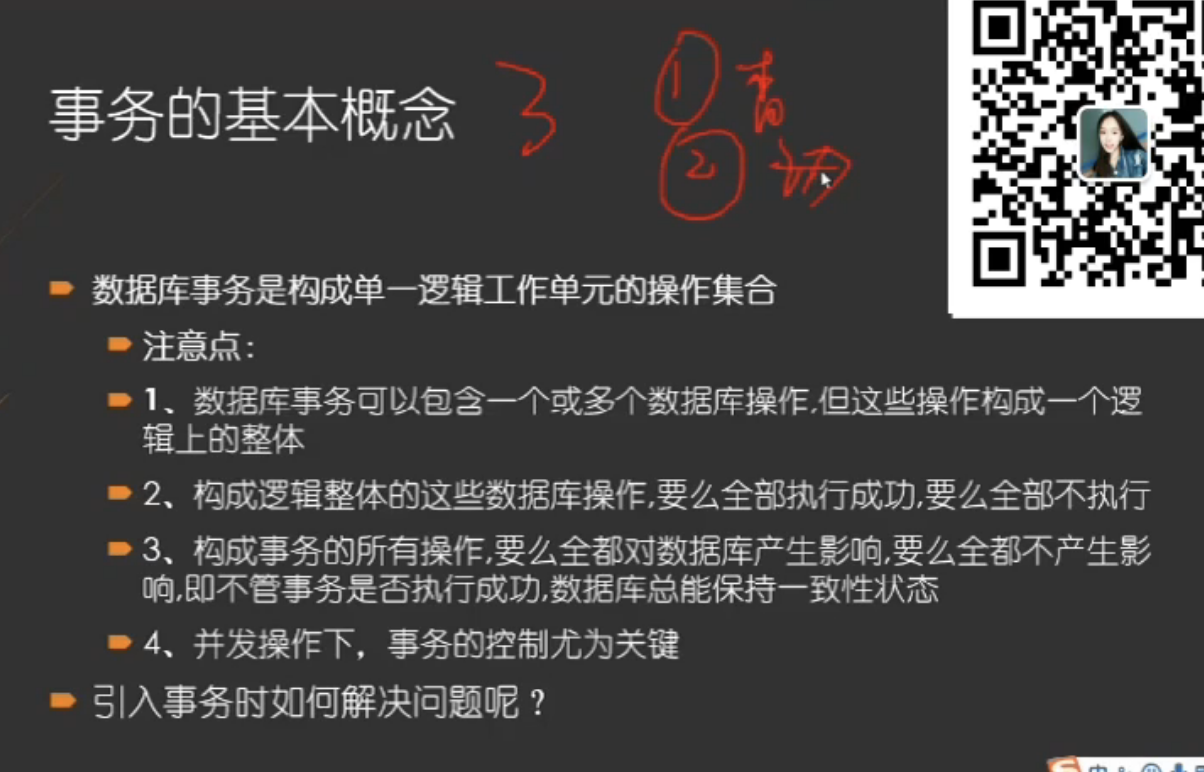 事务的基本概念
3
①
②
数据库事务是构成单一逻辑工作单元的操作集合
注意点：
1、数据库事务可以包含一个或多个数据库操作,但这些操作构成一个逻
辑上的整体
2、构成逻辑整体的这些数据库操作,要么全部执行成功,要么全部不执行
3、构成事务的所有操作,要么全都对数据库产生影响,要么全都不产生影
响,即不管事务是否执行成功,数据库总能保持一致性状态
4、并发操作下，事务的控制尤为关键
引入事务时如何解决问题呢？